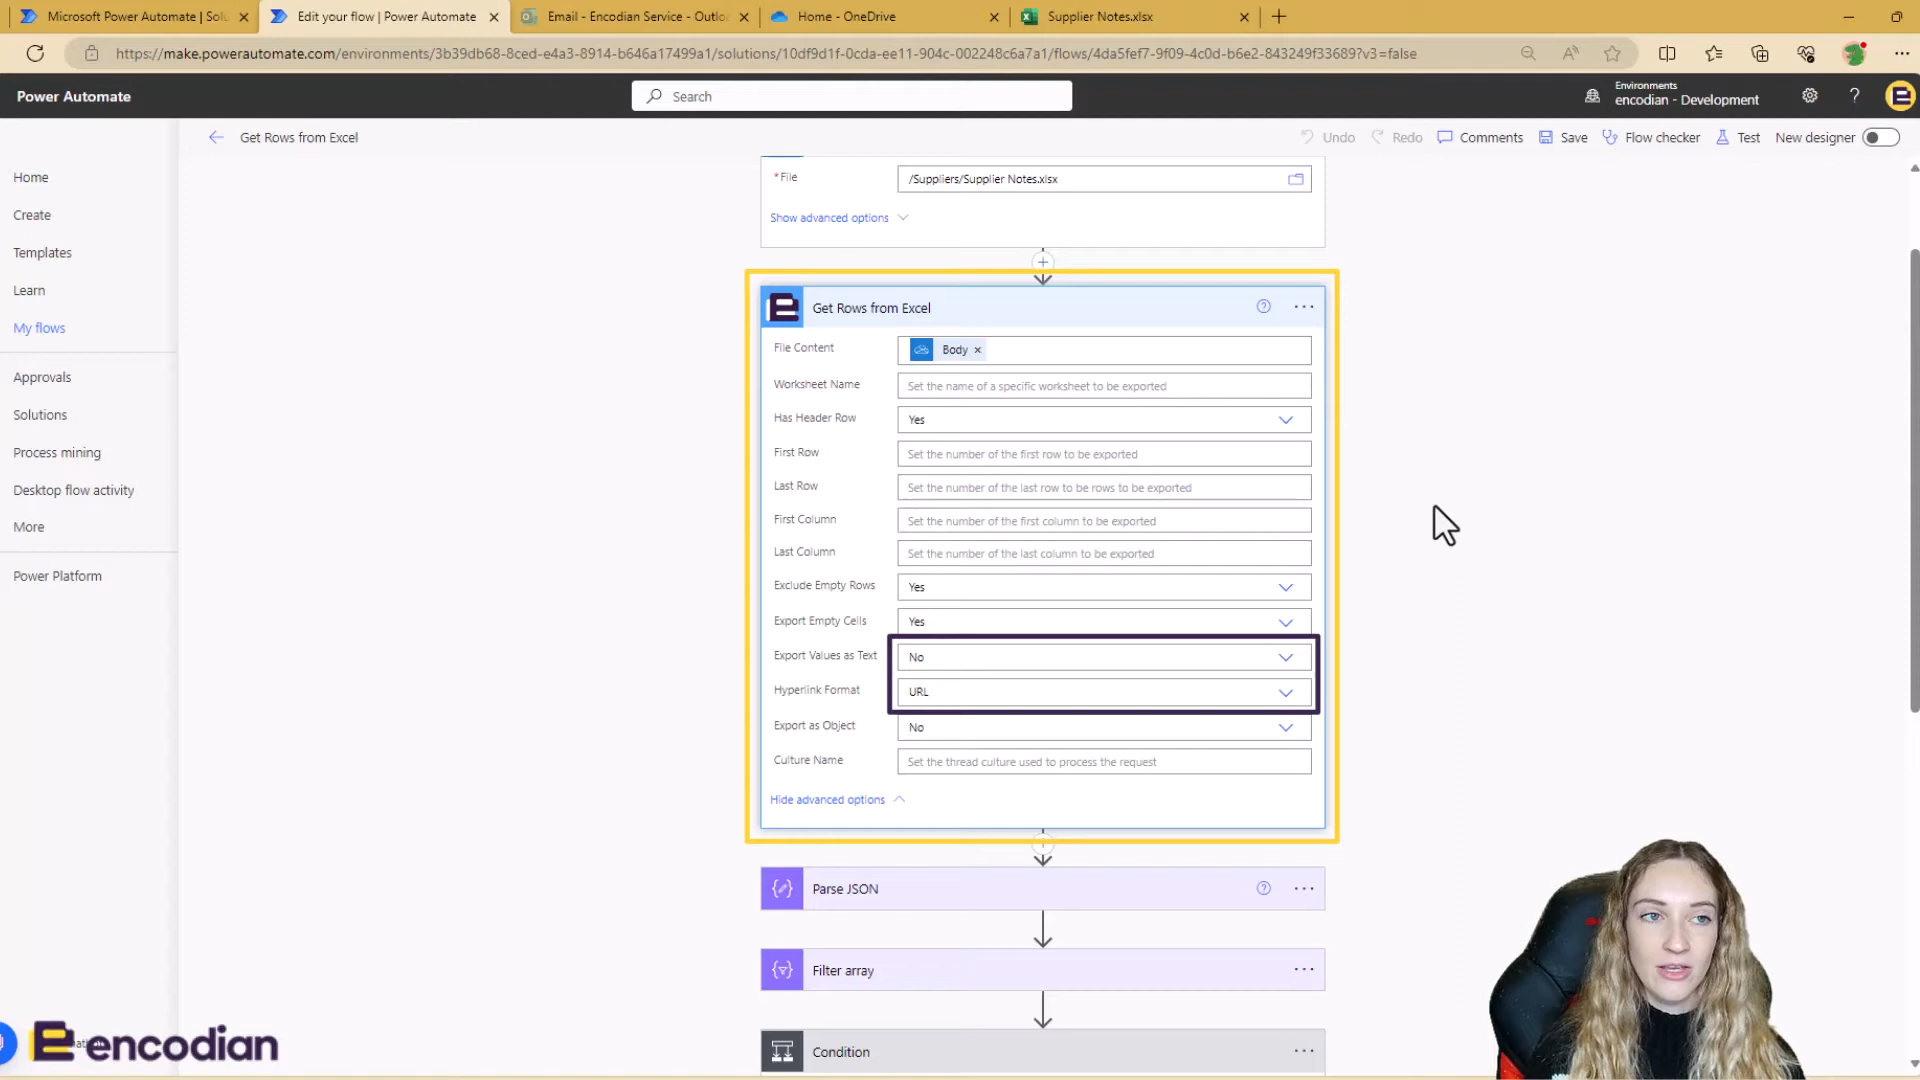 Microsoft Power Automate | Solu
Edit your flow | Power Automate
Email - Encodian Service - Outlo
Home - OneDrive
Supplier Notes.xlsx
https://make.powerautomate.com/environments/3b39db68-8ced-e4a3-8914-b646a17499a1/solutions/10df9d1f-0cda-ee11-904c-002248c6a7a1/flows/4da5fef7-9f09-4c0d-b6e2-843249f33689?v3=false
Power Automate
Search
Environments
encodian - Development
Get Rows from Excel
Undo
Redo
Comments
Save
Flow checker
Test
New designer
Home
Create
Templates
Learn
My flows
Approvals
Solutions
Process mining
Desktop flow activity
More
Power Platform
*File
/Suppliers/Supplier Notes.xlsx
Show advanced options
Get Rows from Excel
File Content
Body
Worksheet Name
Set the name of a specific worksheet to be exported
Has Header Row
Yes
First Row
Set the number of the first row to be exported
Last Row
Set the number of the last row to be rows to be exported
First Column
Set the number of the first column to be exported
Last Column
Set the number of the last column to be exported
Exclude Empty Rows
Yes
Export Empty Cells
Yes
Export Values as Text
No
Hyperlink Format
URL
Export as Object
No
Culture Name
Set the thread culture used to process the request
Hide advanced options
Parse JSON
Filter array
Condition
encodian